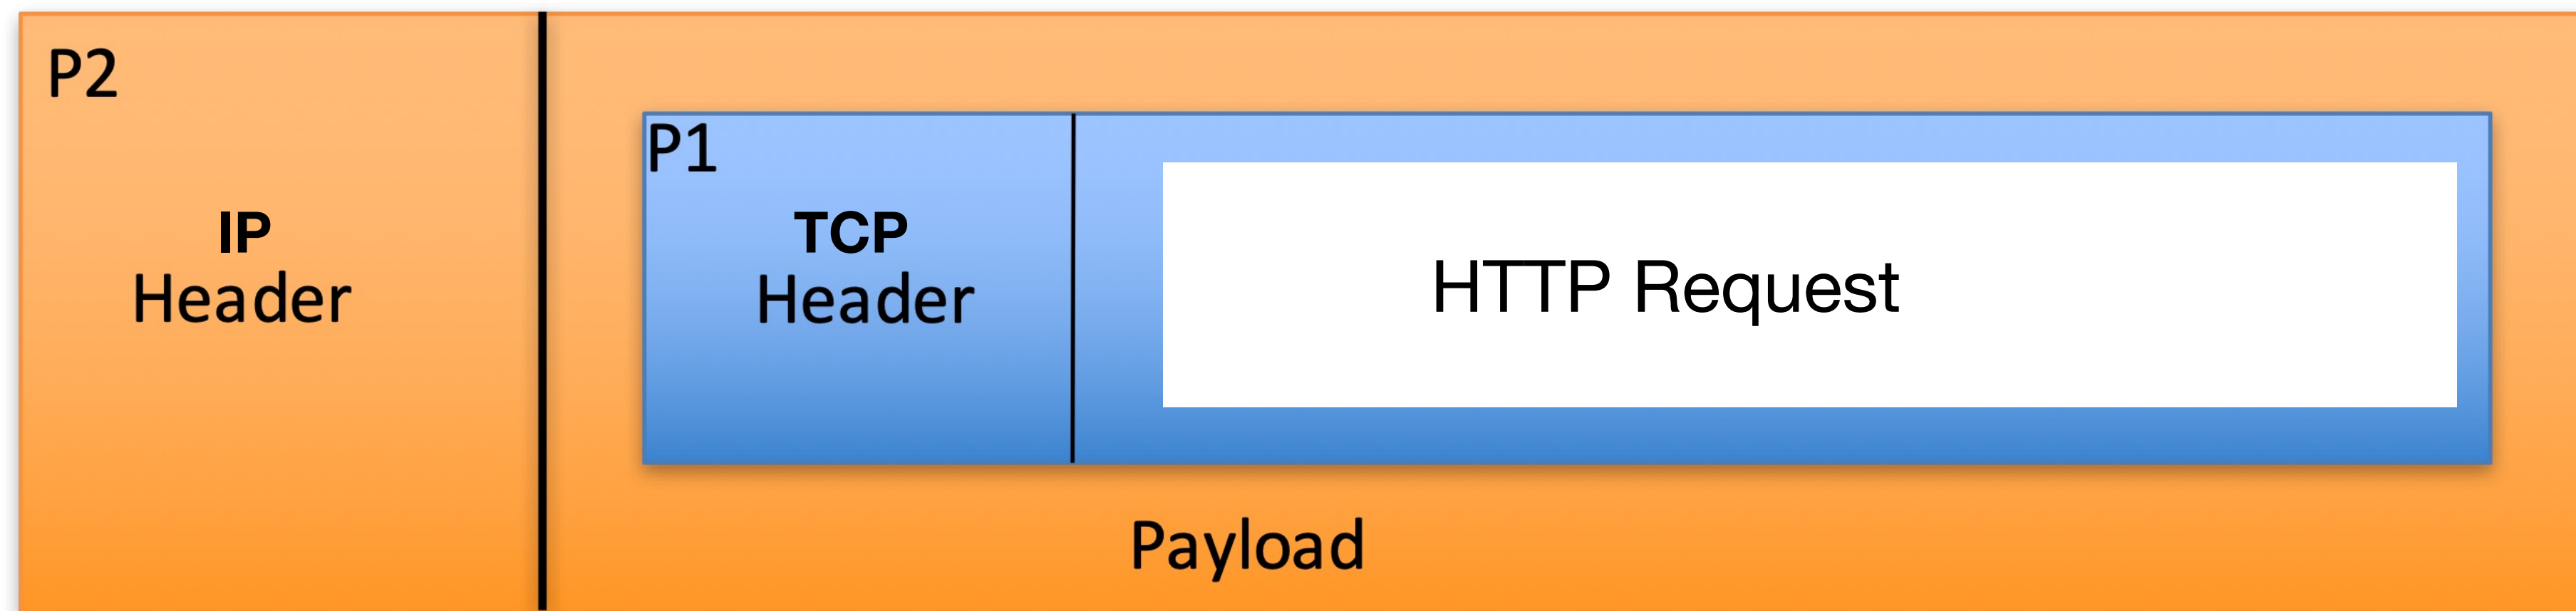 P2
IP
Header
P1
TCP
Header
HTTP Request
Payload